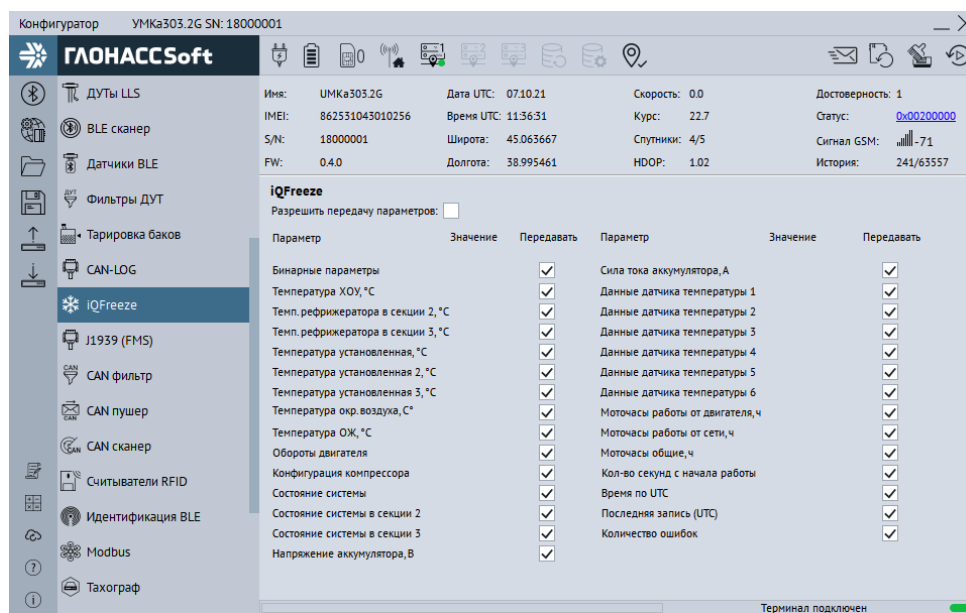 Конфигуратор УМКа303.2G SN: 18000001
ГЛОНАССSoft
0
ДУТы LLS
BLE сканер
Датчики BLE
Фильтры ДУТ
Тарировка баков
CAN-LOG
iQFreeze
J1939 (FMS)
CAN фильтр
CAN пушер
CAN сканер
Считыватели RFID
Идентификация BLE
Modbus
Тахограф
Имя: УМКа303.2G Дата UTC: 07.10.21 Скорость: 0.0 Достоверность: 1
IMEI: 862531043010256 Время UTC: 11:36:31 Курс: 22.7 Статус: 0x00200000
S/N: 18000001 Широта: 45.063667 Спутники: 4/5 Сигнал GSM: -71
FW: 0.4.0 Долгота: 38.995461 HDOP: 1.02 История: 241/63557
iQFreeze
Разрешить передачу параметров:
Параметр Значение Передавать Параметр Значение Передавать
Бинарные параметры Сила тока аккумулятора, А
Температура ХОУ, °C Данные датчика температуры 1
Темп. рефрижератора в секции 2, °C Данные датчика температуры 2
Темп. рефрижератора в секции 3, °C Данные датчика температуры 3
Температура установленная, °C Данные датчика температуры 4
Температура установленная 2, °C Данные датчика температуры 5
Температура установленная 3, °C Данные датчика температуры 6
Температура окр. воздуха, C° Моточасы работы от двигателя, ч
Температура ОЖ, °C Моточасы работы от сети, ч
Обороты двигателя Моточасы общие, ч
Конфигурация компрессора Кол-во секунд с начала работы
Состояние системы Время по UTC
Состояние системы в секции 2 Последняя запись (UTC)
Состояние системы в секции 3 Количество ошибок
Напряжение аккумулятора, В
Терминал подключен